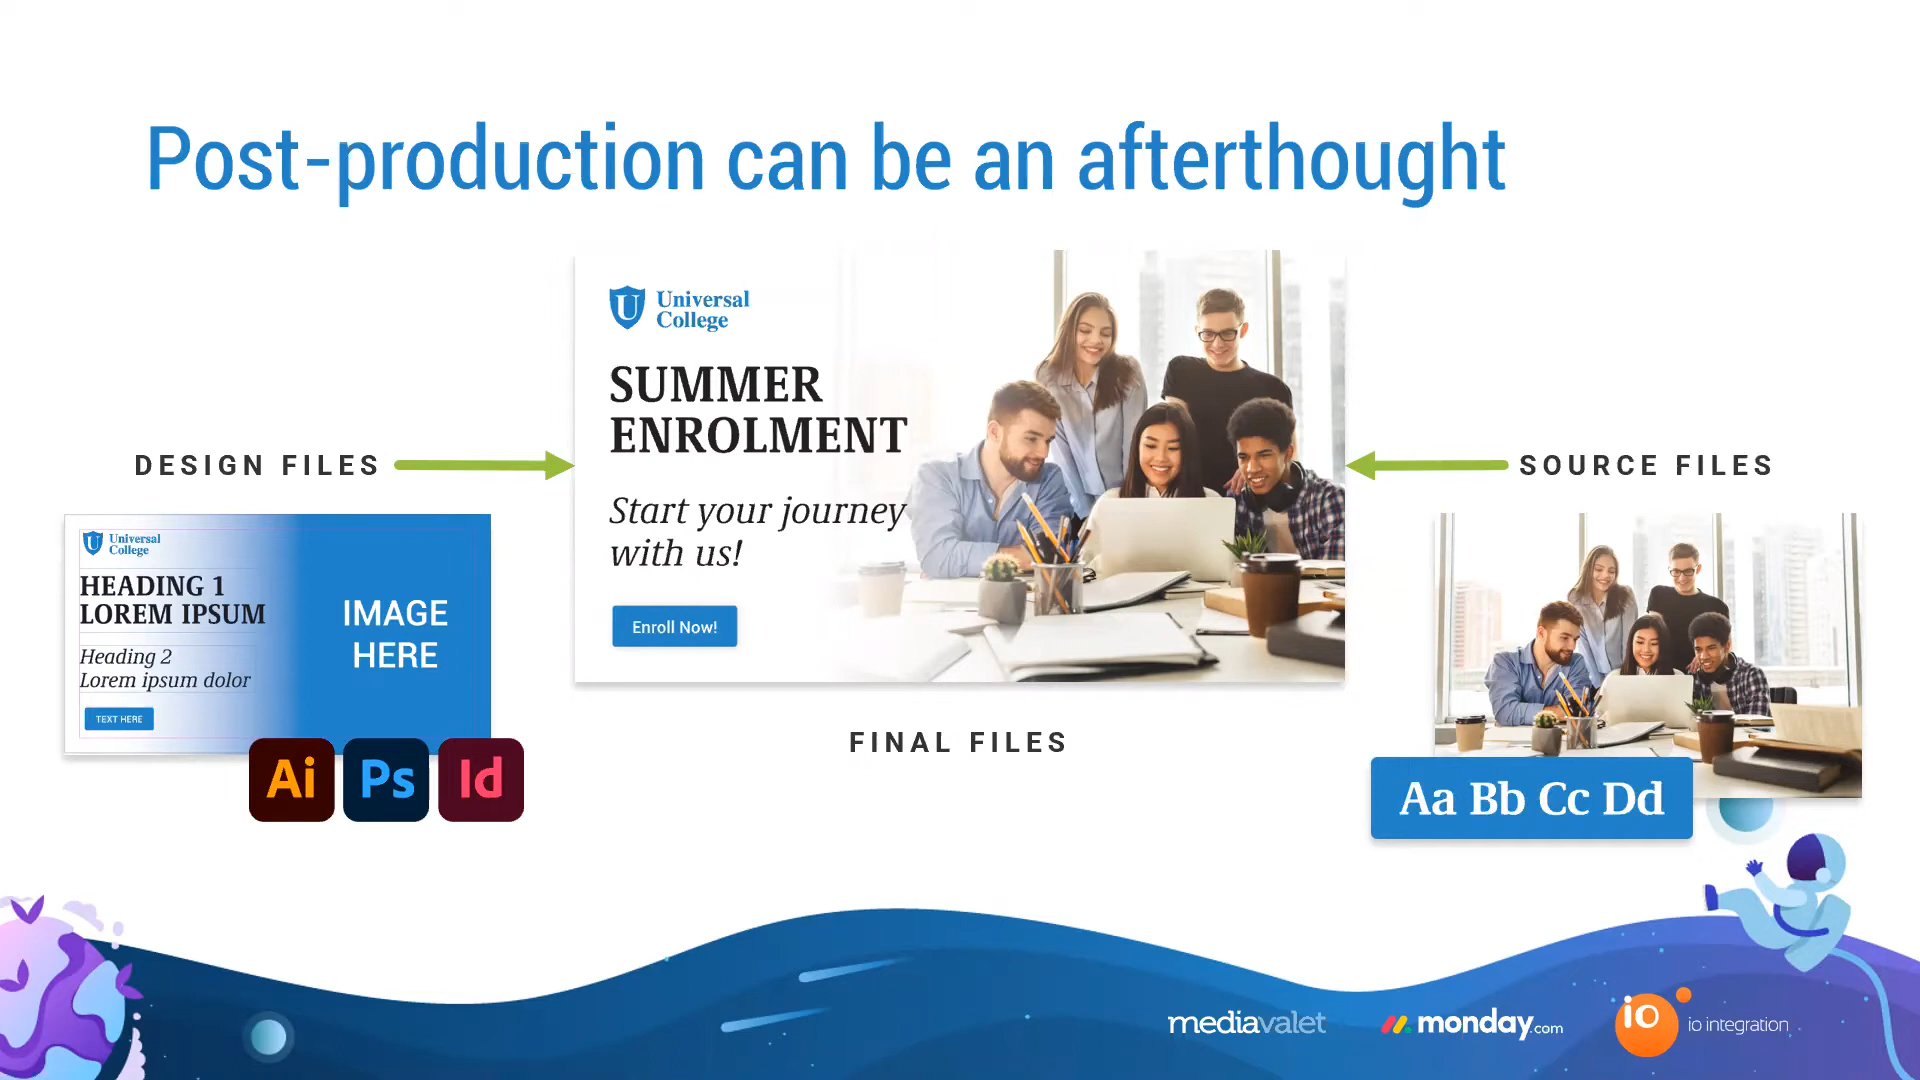 Post-production can be an afterthought
DESIGN FILES
Universal
College
HEADING 1
LOREM IPSUM
Heading 2
Lorem ipsum dolor
TEXT HERE
IMAGE
HERE
Ai
Ps
Id
U
Universal
College
SUMMER
ENROLMENT
Start your journey
with us!
Enroll Now!
FINAL FILES
SOURCE FILES
Aa Bb Cc Dd
mediavalet
monday.com
io
io integration